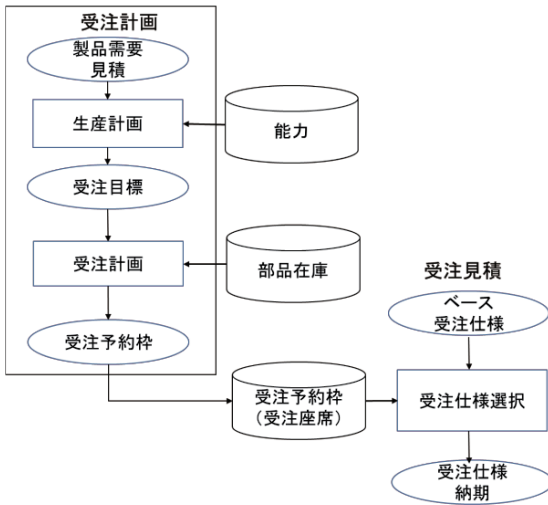 受注計画
製品需要
見積
生産計画
能力
受注目標
受注計画
部品在庫
受注予約枠
受注見積
ベース
受注仕様
受注予約枠
(受注座席)
受注仕様選択
受注仕様
納期